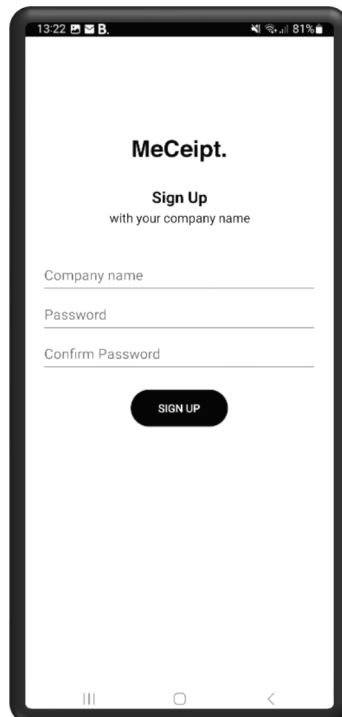 13:22 B. 81%
MeCeipt.
Sign Up
with your company name
Company name
Password
Confirm Password
SIGN UP